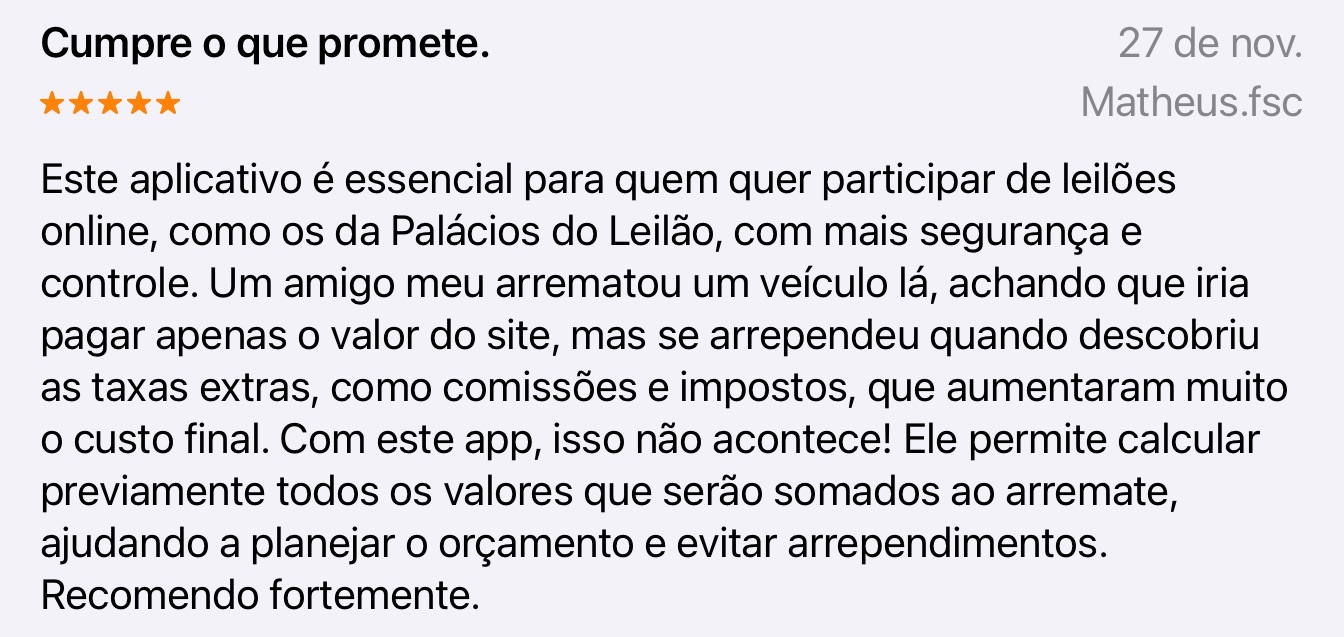 Cumpre o que promete.
27 de nov.
★★★★★
Matheus.fsc
Este aplicativo é essencial para quem quer participar de leilões
online, como os da Palácios do Leilão, com mais segurança e
controle. Um amigo meu arrematou um veículo lá, achando que iria
pagar apenas o valor do site, mas se arrependeu quando descobriu
as taxas extras, como comissões e impostos, que aumentaram muito
o custo final. Com este app, isso não acontece! Ele permite calcular
previamente todos os valores que serão somados ao arremate,
ajudando a planejar o orçamento e evitar arrependimentos.
Recomendo fortemente.